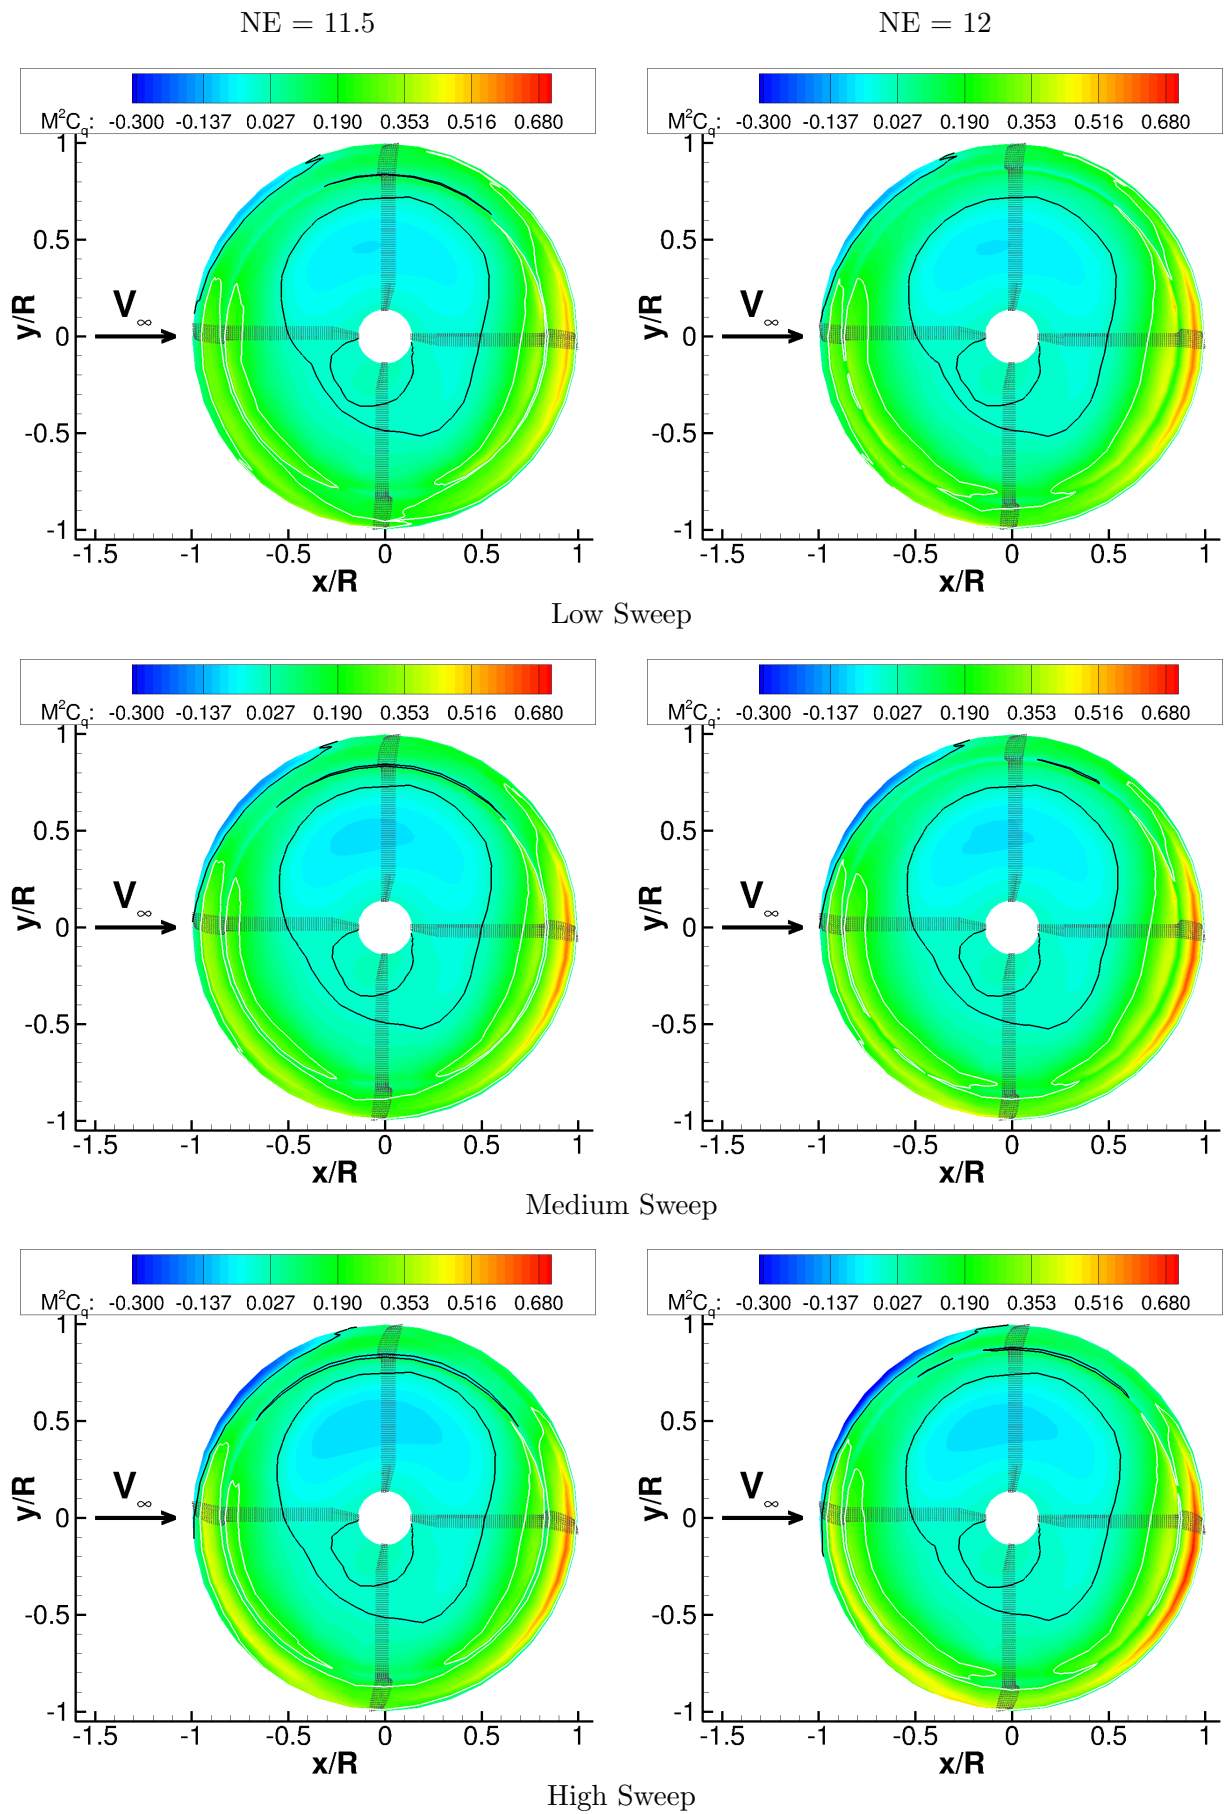 NE = 11.5 NE = 12
M²C_q: -0.300 -0.137 0.027 0.190 0.353 0.516 0.680 M²C_q: -0.300 -0.137 0.027 0.190 0.353 0.516 0.680
1 1
0.5 0.5
y/R V∞ y/R V∞
0 0
-0.5 -0.5
-1 -1
-1.5 -1 -0.5 0 0.5 1 -1.5 -1 -0.5 0 0.5 1
x/R x/R
Low Sweep
M²C_q: -0.300 -0.137 0.027 0.190 0.353 0.516 0.680 M²C_q: -0.300 -0.137 0.027 0.190 0.353 0.516 0.680
1 1
0.5 0.5
y/R V∞ y/R V∞
0 0
-0.5 -0.5
-1 -1
-1.5 -1 -0.5 0 0.5 1 -1.5 -1 -0.5 0 0.5 1
x/R x/R
Medium Sweep
M²C_q: -0.300 -0.137 0.027 0.190 0.353 0.516 0.680 M²C_q: -0.300 -0.137 0.027 0.190 0.353 0.516 0.680
1 1
0.5 0.5
y/R V∞ y/R V∞
0 0
-0.5 -0.5
-1 -1
-1.5 -1 -0.5 0 0.5 1 -1.5 -1 -0.5 0 0.5 1
x/R x/R
High Sweep